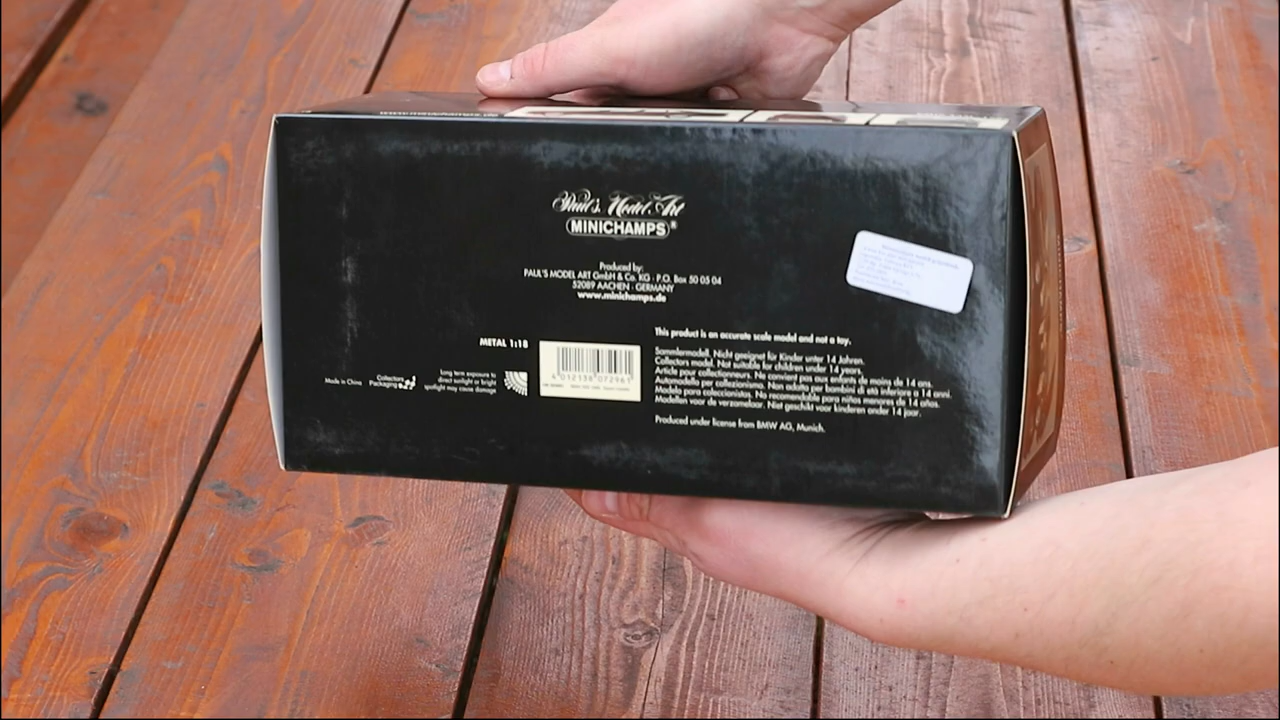 Paul's Model Art
MINICHAMPS®
Produced by:
PAUL'S MODEL ART GmbH & Co. KG · P.O. Box 50 05 04
52089 AACHEN · GERMANY
www.minichamps.de
METAL 1:18
Made in China
Collectors
Packaging
Long term exposure to
direct sunlight or bright
spotlight may cause damage
4 012138 072961
This product is an accurate scale model and not a toy.
Sammlermodell. Nicht geeignet für Kinder unter 14 Jahren.
Collectors model. Not suitable for children under 14 years.
Article pour collectionneurs. Ne convient pas aux enfants de moins de 14 ans.
Automodello per collezionismo. Non adatto per bambini di età inferiore a 14 anni.
Modelo para coleccionistas. No recomendable para niños menores de 14 años.
Modellen voor de verzamelaar. Niet geschikt voor kinderen onder 14 jaar.
Produced under license from BMW AG, Munich.